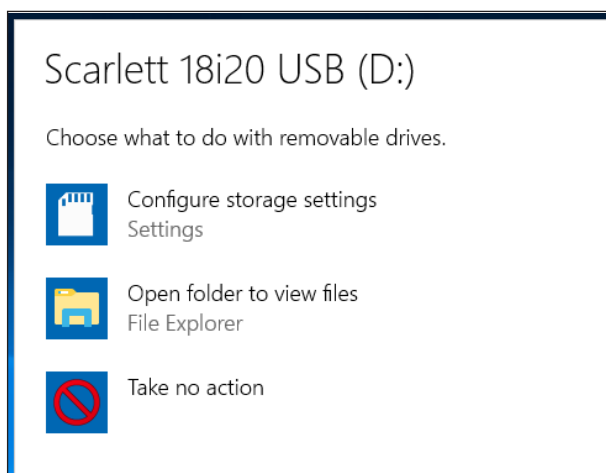 Scarlett 18i20 USB (D:)
Choose what to do with removable drives.
Configure storage settings
Settings
Open folder to view files
File Explorer
Take no action